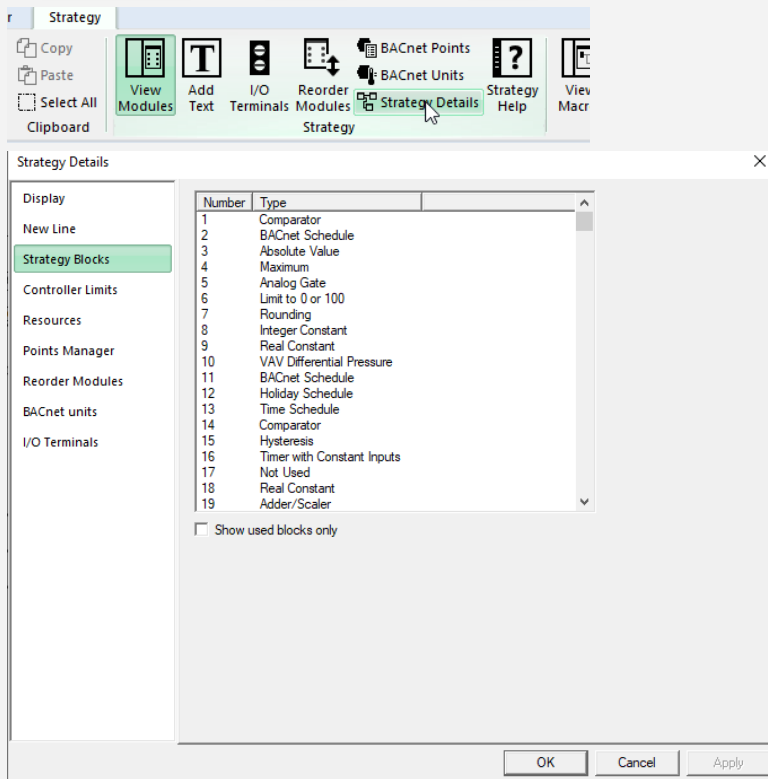 r Strategy
Copy
Paste
Select All
Clipboard
View Modules
Add Text
I/O Terminals
Reorder Modules
BACnet Points
BACnet Units
Strategy Details
Strategy Help
View Macr
Strategy
Strategy Details
Display
New Line
Strategy Blocks
Controller Limits
Resources
Points Manager
Reorder Modules
BACnet units
I/O Terminals
Number Type
1 Comparator
2 BACnet Schedule
3 Absolute Value
4 Maximum
5 Analog Gate
6 Limit to 0 or 100
7 Rounding
8 Integer Constant
9 Real Constant
10 VAV Differential Pressure
11 BACnet Schedule
12 Holiday Schedule
13 Time Schedule
14 Comparator
15 Hysteresis
16 Timer with Constant Inputs
17 Not Used
18 Real Constant
19 Adder/Scaler
Show used blocks only
OK Cancel Apply